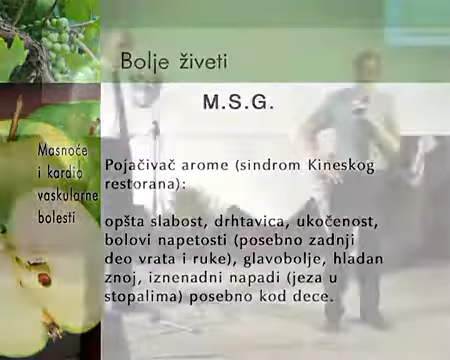 Bolje živeti
M.S.G.
Masnoće
i kardio
vaskularne
bolesti
Pojačivač arome (sindrom Kineskog
restorana):
opšta slabost, drhtavica, ukočenost,
bolovi napetosti (posebno zadnji
deo vrata i ruke), glavobolje, hladan
znoj, iznenadni napadi (jeza u
stopalima) posebno kod dece.